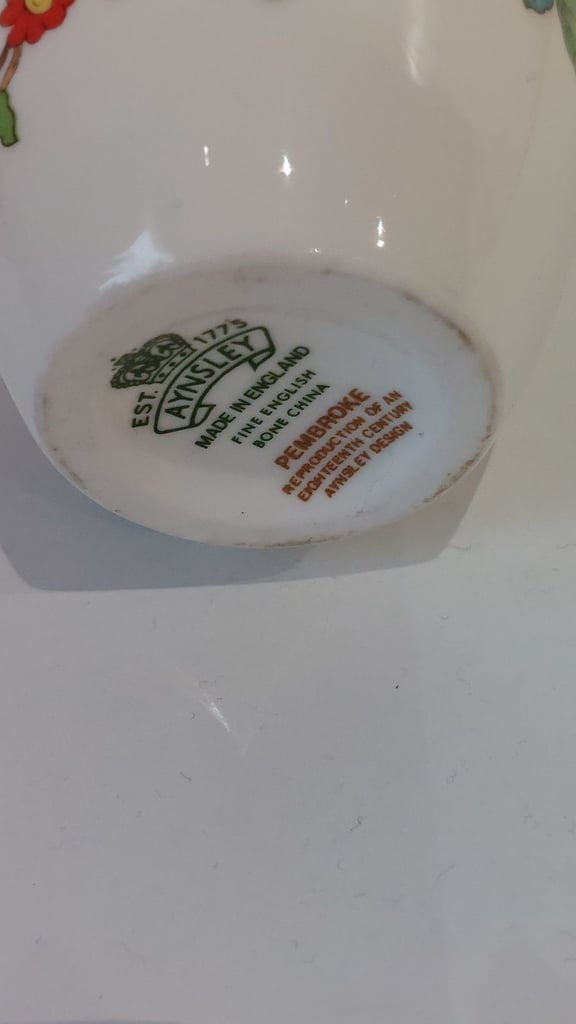 EST. 1775
AYNSLEY
MADE IN ENGLAND
FINE ENGLISH
BONE CHINA
PEMBROKE
REPRODUCTION OF AN
EIGHTEENTH CENTURY
AYNSLEY DESIGN